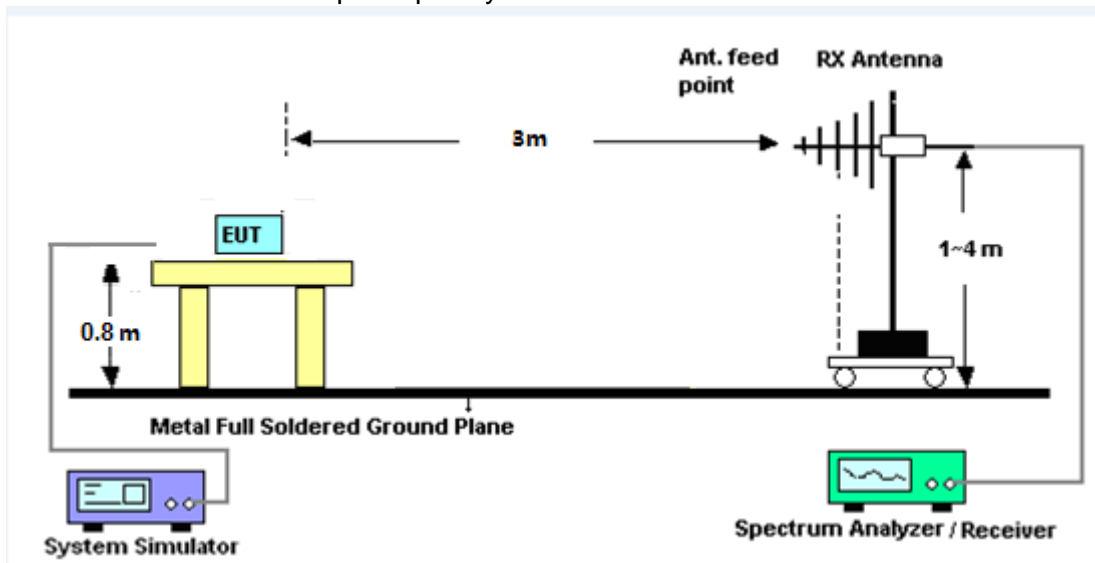 Ant. feed
point
RX Antenna
3m
EUT
1~4 m
0.8 m
Metal Full Soldered Ground Plane
System Simulator
Spectrum Analyzer / Receiver